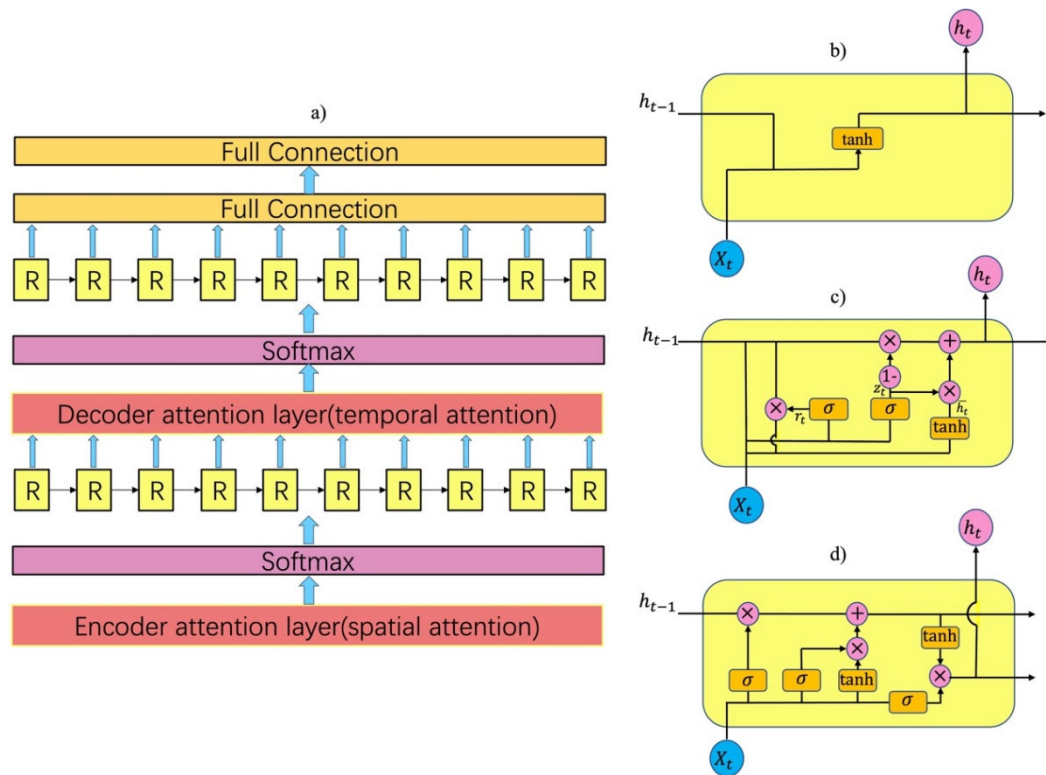 a)
Full Connection
Full Connection
R R R R R R R R R R
Softmax
Decoder attention layer(temporal attention)
R R R R R R R R R R
Softmax
Encoder attention layer(spatial attention)
b)
h_t
h_{t-1}
tanh
X_t
c)
h_t
h_{t-1}
× +
1-
z_t ×
× r_t σ σ h̄_t
tanh
X_t
d)
h_t
h_{t-1}
× +
tanh
×
σ σ tanh ×
σ
X_t